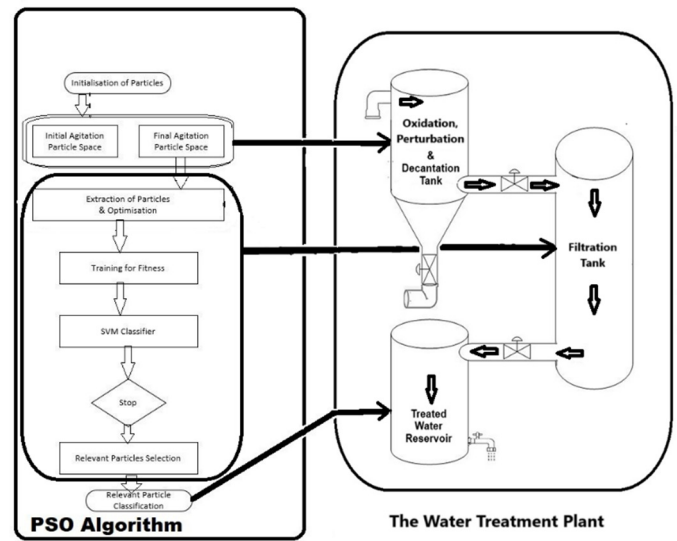 Initialisation of Particles
Initial Agitation
Particle Space
Final Agitation
Particle Space
Extraction of Particles
& Optimisation
Training for Fitness
SVM Classifier
Stop
Relevant Particles Selection
Relevant Particle
Classification
PSO Algorithm
Oxidation,
Perturbation
&
Decantation
Tank
Filtration
Tank
Treated
Water
Reservoir
The Water Treatment Plant